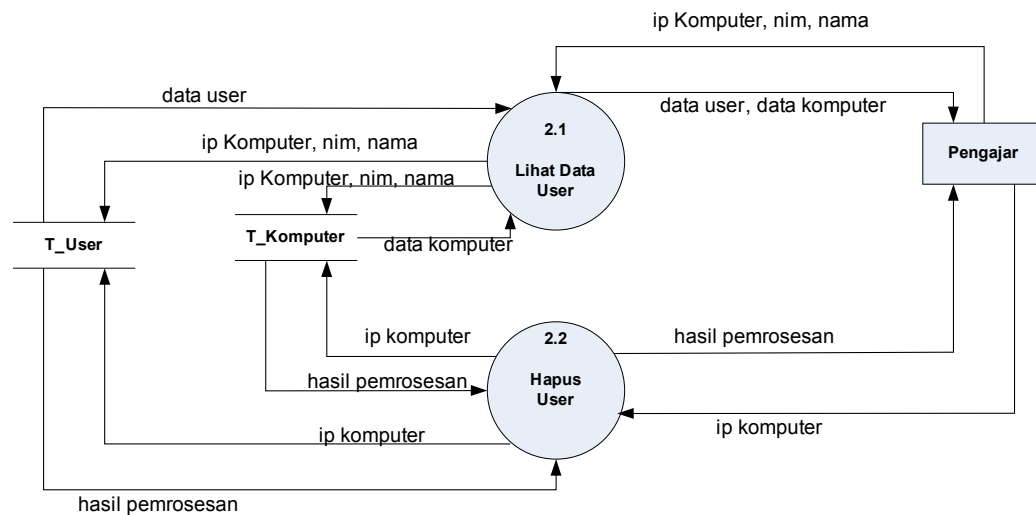 ip Komputer, nim, nama
data user
data user, data komputer
2.1
Lihat Data
User
Pengajar
ip Komputer, nim, nama
ip Komputer, nim, nama
T_User
T_Komputer
data komputer
ip komputer
2.2
Hapus
User
hasil pemrosesan
hasil pemrosesan
ip komputer
ip komputer
hasil pemrosesan